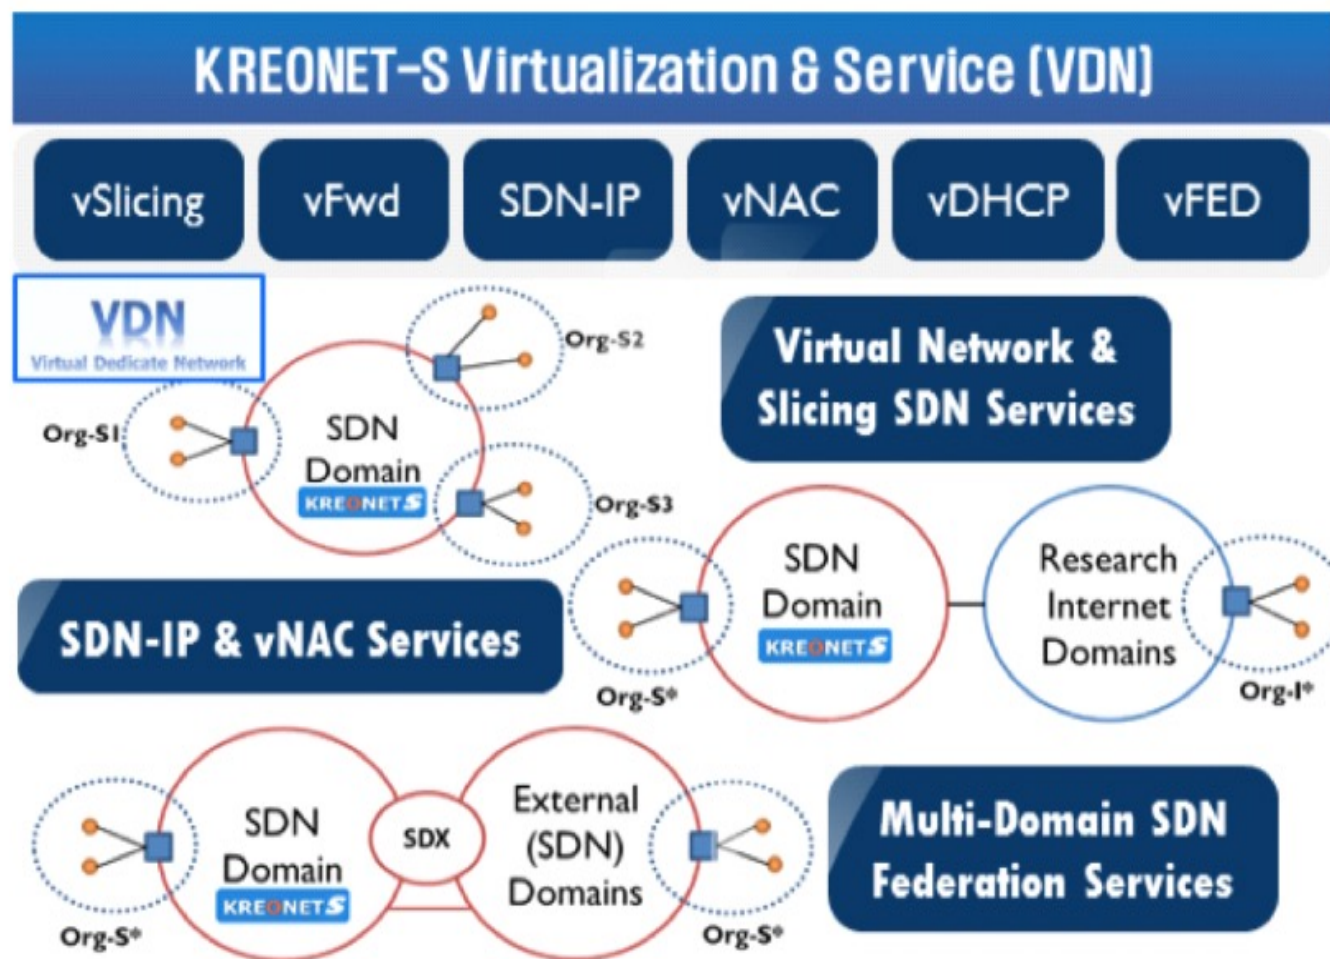 KREONET-S Virtualization & Service (VDN)
vSlicing
vFwd
SDN-IP
vNAC
vDHCP
vFED
VDN
Virtual Dedicate Network
Org-S1
Org-S2
Org-S3
SDN
Domain
KREONET S
Virtual Network &
Slicing SDN Services
SDN-IP & vNAC Services
SDN
Domain
KREONET S
Org-S*
Research
Internet
Domains
Org-I*
SDN
Domain
KREONET S
Org-S*
SDX
External
(SDN)
Domains
Org-S*
Multi-Domain SDN
Federation Services